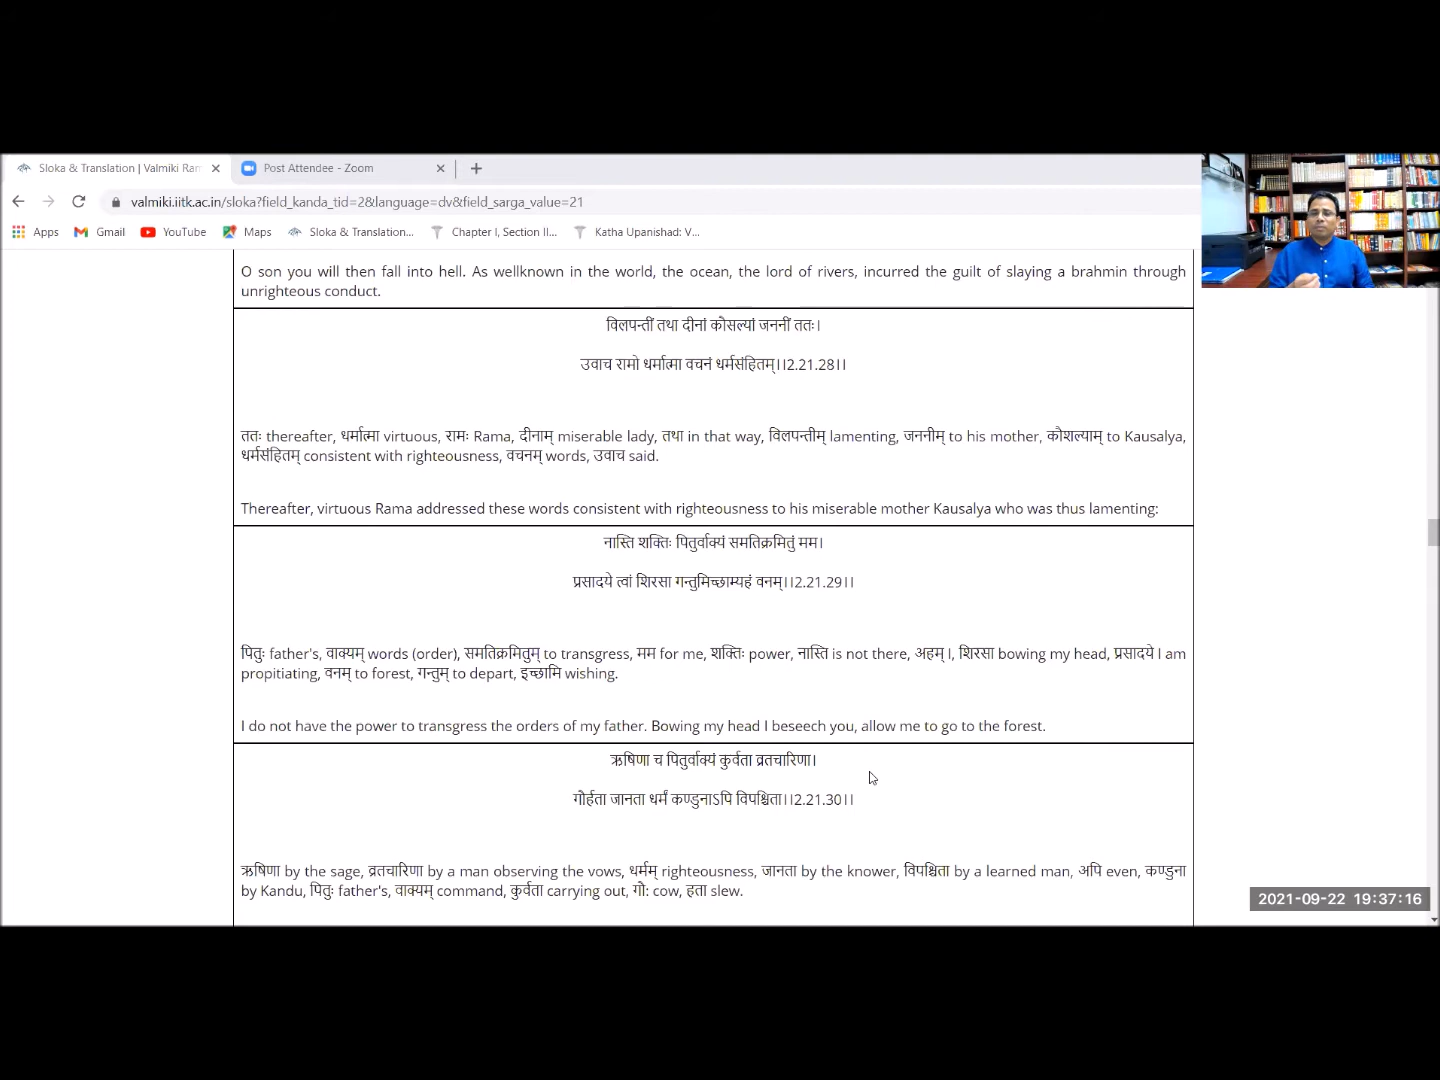 Sloka & Translation | Valmiki Ram
Post Attendee - Zoom
valmiki.iitk.ac.in/sloka?field_kanda_tid=2&language=dv&field_sarga_value=21
Apps Gmail YouTube Maps Sloka & Translation... Chapter I, Section II... Katha Upanishad: V...
O son you will then fall into hell. As wellknown in the world, the ocean, the lord of rivers, incurred the guilt of slaying a brahmin through
unrighteous conduct.
विलपन्तीं तथा दीनां कौसल्यां जननीं ततः।
उवाच रामो धर्मात्मा वचनं धर्मसंहितम्।।2.21.28।।
ततः thereafter, धर्मात्मा virtuous, रामः Rama, दीनाम् miserable lady, तथा in that way, विलपन्तीम् lamenting, जननीम् to his mother, कौशल्याम् to Kausalya,
धर्मसंहितम् consistent with righteousness, वचनम् words, उवाच said.
Thereafter, virtuous Rama addressed these words consistent with righteousness to his miserable mother Kausalya who was thus lamenting:
नास्ति शक्तिः पितुर्वाक्यं समतिक्रमितुं मम।
प्रसादये त्वां शिरसा गन्तुमिच्छाम्यहं वनम्।।2.21.29।।
पितुः father's, वाक्यम् words (order), समतिक्रमितुम् to transgress, मम for me, शक्तिः power, नास्ति is not there, अहम् I, शिरसा bowing my head, प्रसादये I am
propitiating, वनम् to forest, गन्तुम् to depart, इच्छामि wishing.
I do not have the power to transgress the orders of my father. Bowing my head I beseech you, allow me to go to the forest.
ऋषिणा च पितुर्वाक्यं कुर्वता व्रतचारिणा।
गौर्हता जानता धर्मं कण्डुनाऽपि विपश्चिता।।2.21.30।।
ऋषिणा by the sage, व्रतचारिणा by a man observing the vows, धर्मम् righteousness, जानता by the knower, विपश्चिता by a learned man, अपि even, कण्डुना
by Kandu, पितुः father's, वाक्यम् command, कुर्वता carrying out, गौ: cow, हता slew.
2021-09-22 19:37:16